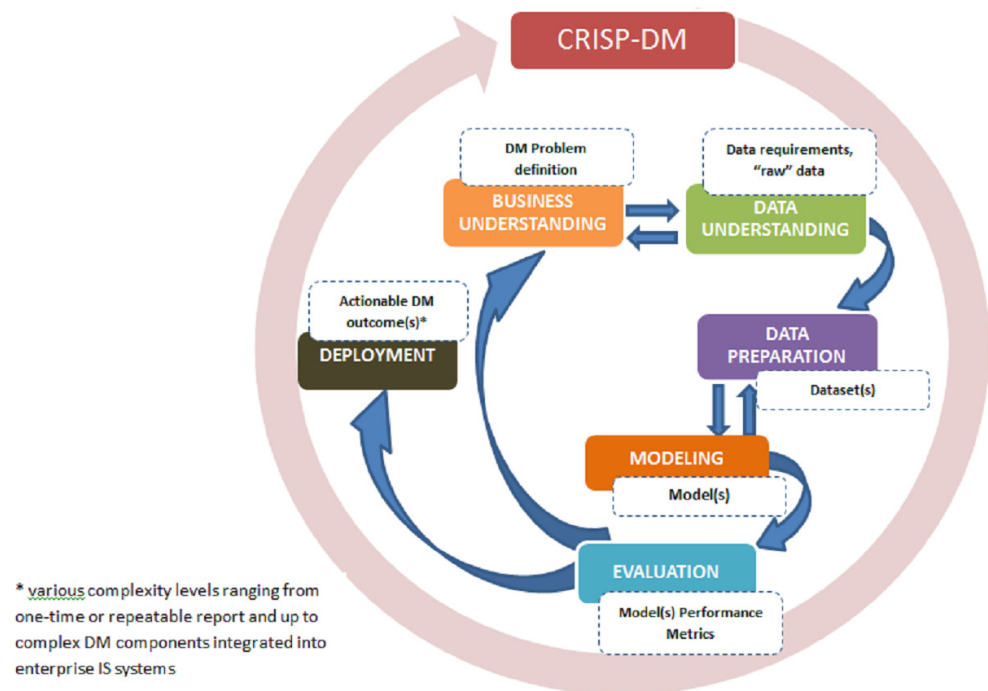 CRISP-DM
DM Problem
definition
BUSINESS
UNDERSTANDING
Data requirements,
“raw” data
DATA
UNDERSTANDING
Actionable DM
outcome(s)*
DEPLOYMENT
DATA
PREPARATION
Dataset(s)
MODELING
Model(s)
EVALUATION
Model(s) Performance
Metrics
* various complexity levels ranging from
one-time or repeatable report and up to
complex DM components integrated into
enterprise IS systems